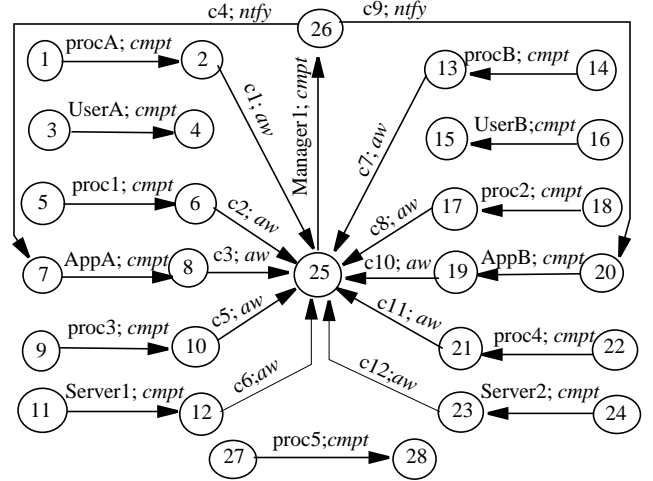 c4; ntfy
26
c9; ntfy
1
procA; cmpt
2
13
procB; cmpt
14
c1; aw
Manager1; cmpt
c7; aw
3
UserA; cmpt
4
15
UserB;cmpt
16
5
proc1; cmpt
6
c2; aw
c8; aw
17
proc2; cmpt
18
7
AppA; cmpt
8
c3; aw
25
c10; aw
19
AppB; cmpt
20
9
proc3; cmpt
10
c5; aw
c11; aw
21
proc4; cmpt
22
11
Server1; cmpt
12
c6;aw
c12;aw
23
Server2; cmpt
24
27
proc5;cmpt
28